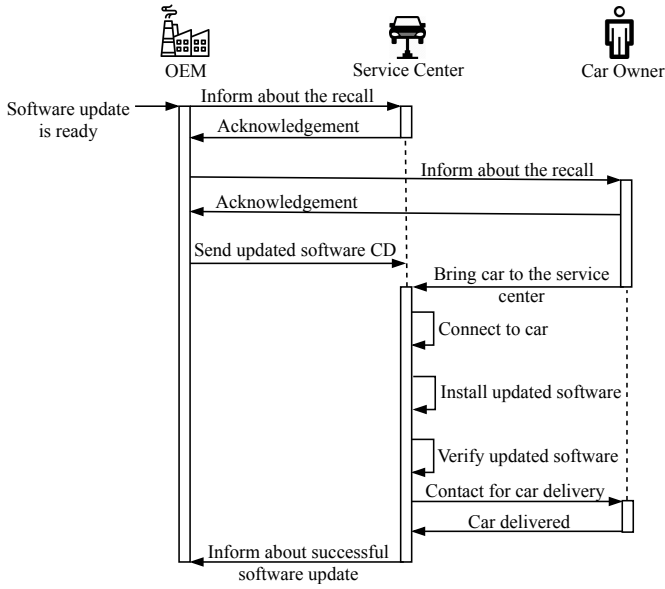 OEM
Service Center
Car Owner
Software update
is ready
Inform about the recall
Acknowledgement
Inform about the recall
Acknowledgement
Send updated software CD
Bring car to the service
center
Connect to car
Install updated software
Verify updated software
Contact for car delivery
Car delivered
Inform about successful
software update